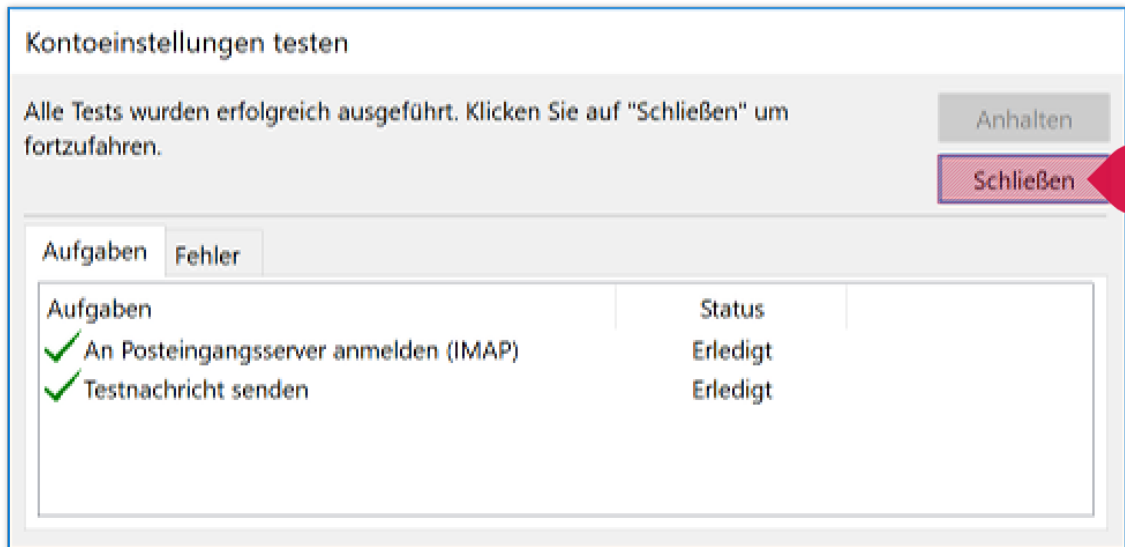 Kontoeinstellungen testen
Alle Tests wurden erfolgreich ausgeführt. Klicken Sie auf "Schließen" um
fortzufahren.
Anhalten
Schließen
Aufgaben Fehler
Aufgaben Status
An Posteingangsserver anmelden (IMAP) Erledigt
Testnachricht senden Erledigt